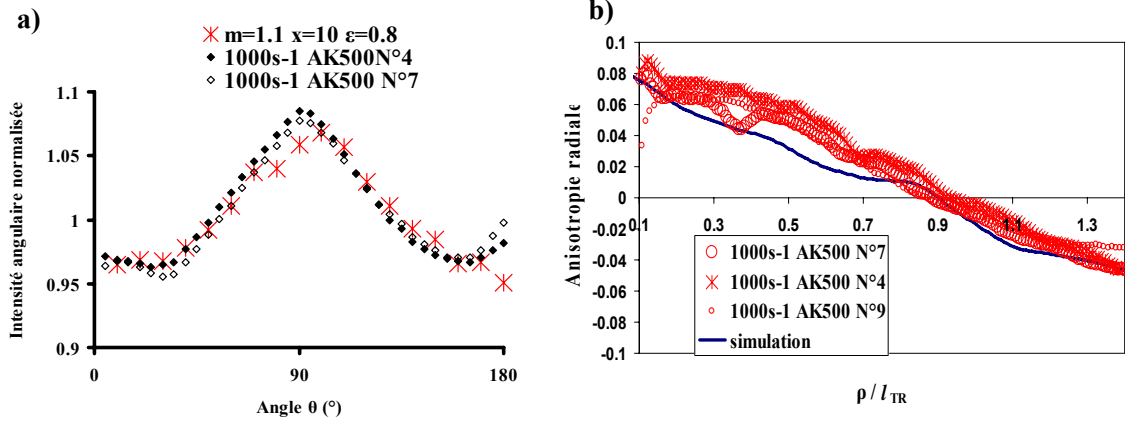 a)
m=1.1 x=10 ε=0.8
1000s-1 AK500N°4
1000s-1 AK500 N°7
Intensité angulaire normalisée
1.1
1.05
1
0.95
0.9
0
90
180
Angle θ (°)
b)
Anisotropie radiale
0.1
0.08
0.06
0.04
0.02
0
-0.02
-0.04
-0.06
-0.08
-0.1
0.1
0.3
0.5
0.7
0.9
1.1
1.3
1000s-1 AK500 N°7
1000s-1 AK500 N°4
1000s-1 AK500 N°9
simulation
ρ / lTR